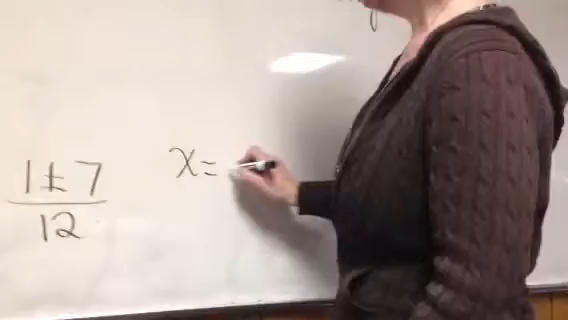 1 ± 7
12
x =